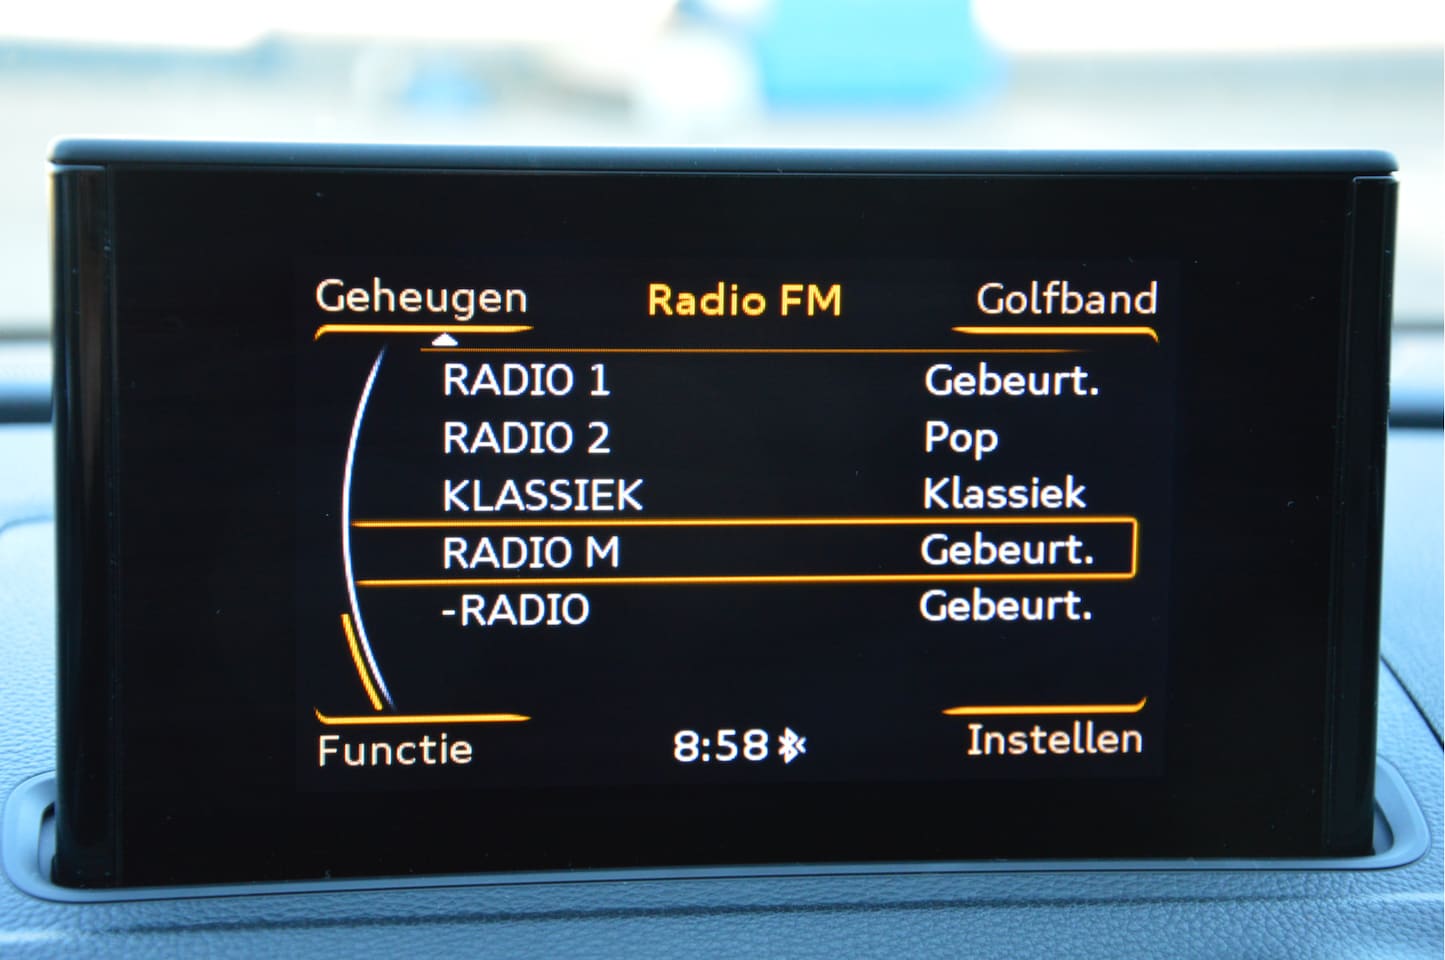 Geheugen Radio FM Golfband
RADIO 1 Gebeurt.
RADIO 2 Pop
KLASSIEK Klassiek
RADIO M Gebeurt.
-RADIO Gebeurt.
Functie 8:58 Instellen